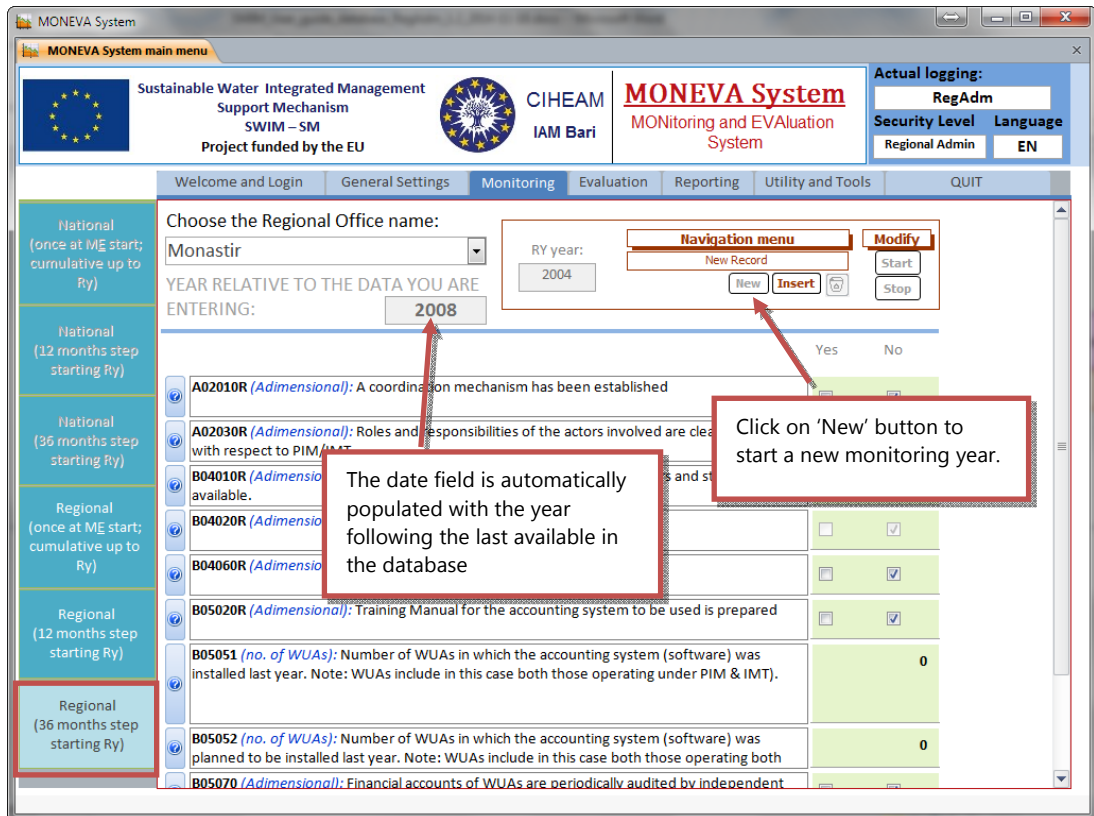 MONEVA System
MONEVA System main menu
Sustainable Water Integrated Management
Support Mechanism
SWIM – SM
Project funded by the EU
CIHEAM
IAM Bari
MONEVA System
MONitoring and EVAluation
System
Actual logging:
RegAdm
Security Level Language
Regional Admin EN
Welcome and Login General Settings Monitoring Evaluation Reporting Utility and Tools QUIT
National
(once at ME start;
cumulative up to
Ry)
National
(12 months step
starting Ry)
National
(36 months step
starting Ry)
Regional
(once at ME start;
cumulative up to
Ry)
Regional
(12 months step
starting Ry)
Regional
(36 months step
starting Ry)
Choose the Regional Office name:
Monastir
YEAR RELATIVE TO THE DATA YOU ARE
ENTERING: 2008
RY year:
2004
Navigation menu
New Record
New Insert
Modify
Start
Stop
Yes No
A02010R (Adimensional): A coordination mechanism has been established
A02030R (Adimensional): Roles and responsibilities of the actors involved are
with respect to PIM/IMT
B04010R and
available.
B04020R
B04060R
B05020R (Adimensional): Training Manual for the accounting system to be used is prepared
B05051 (no. of WUAs): Number of WUAs in which the accounting system (software) was
installed last year. Note: WUAs include in this case both those operating under PIM & IMT).
0
B05052 (no. of WUAs): Number of WUAs in which the accounting system (software) was
planned to be installed last year. Note: WUAs include in this case both those operating both
0
B05070 (Adimensional): Financial accounts of WUAs are periodically audited by independent
The date field is automatically
populated with the year
following the last available in
the database
Click on ‘New’ button to
start a new monitoring year.